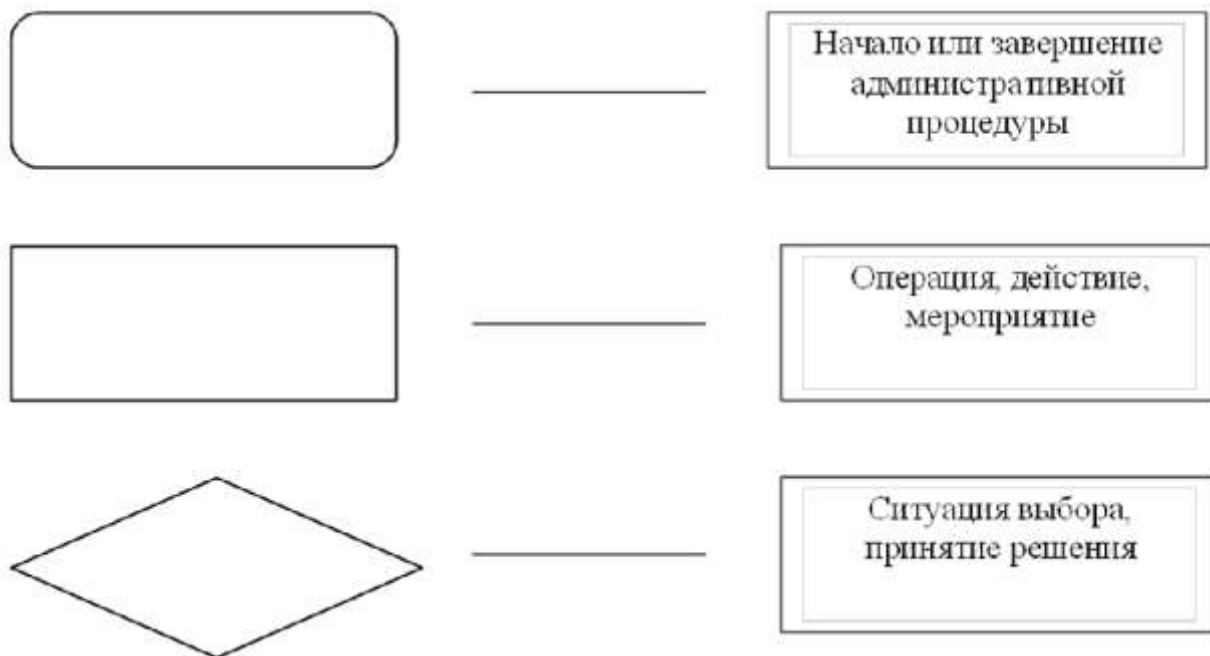 Начало или завершение
административной
процедуры
Операция, действие,
мероприятие
Ситуация выбора,
принятие решения